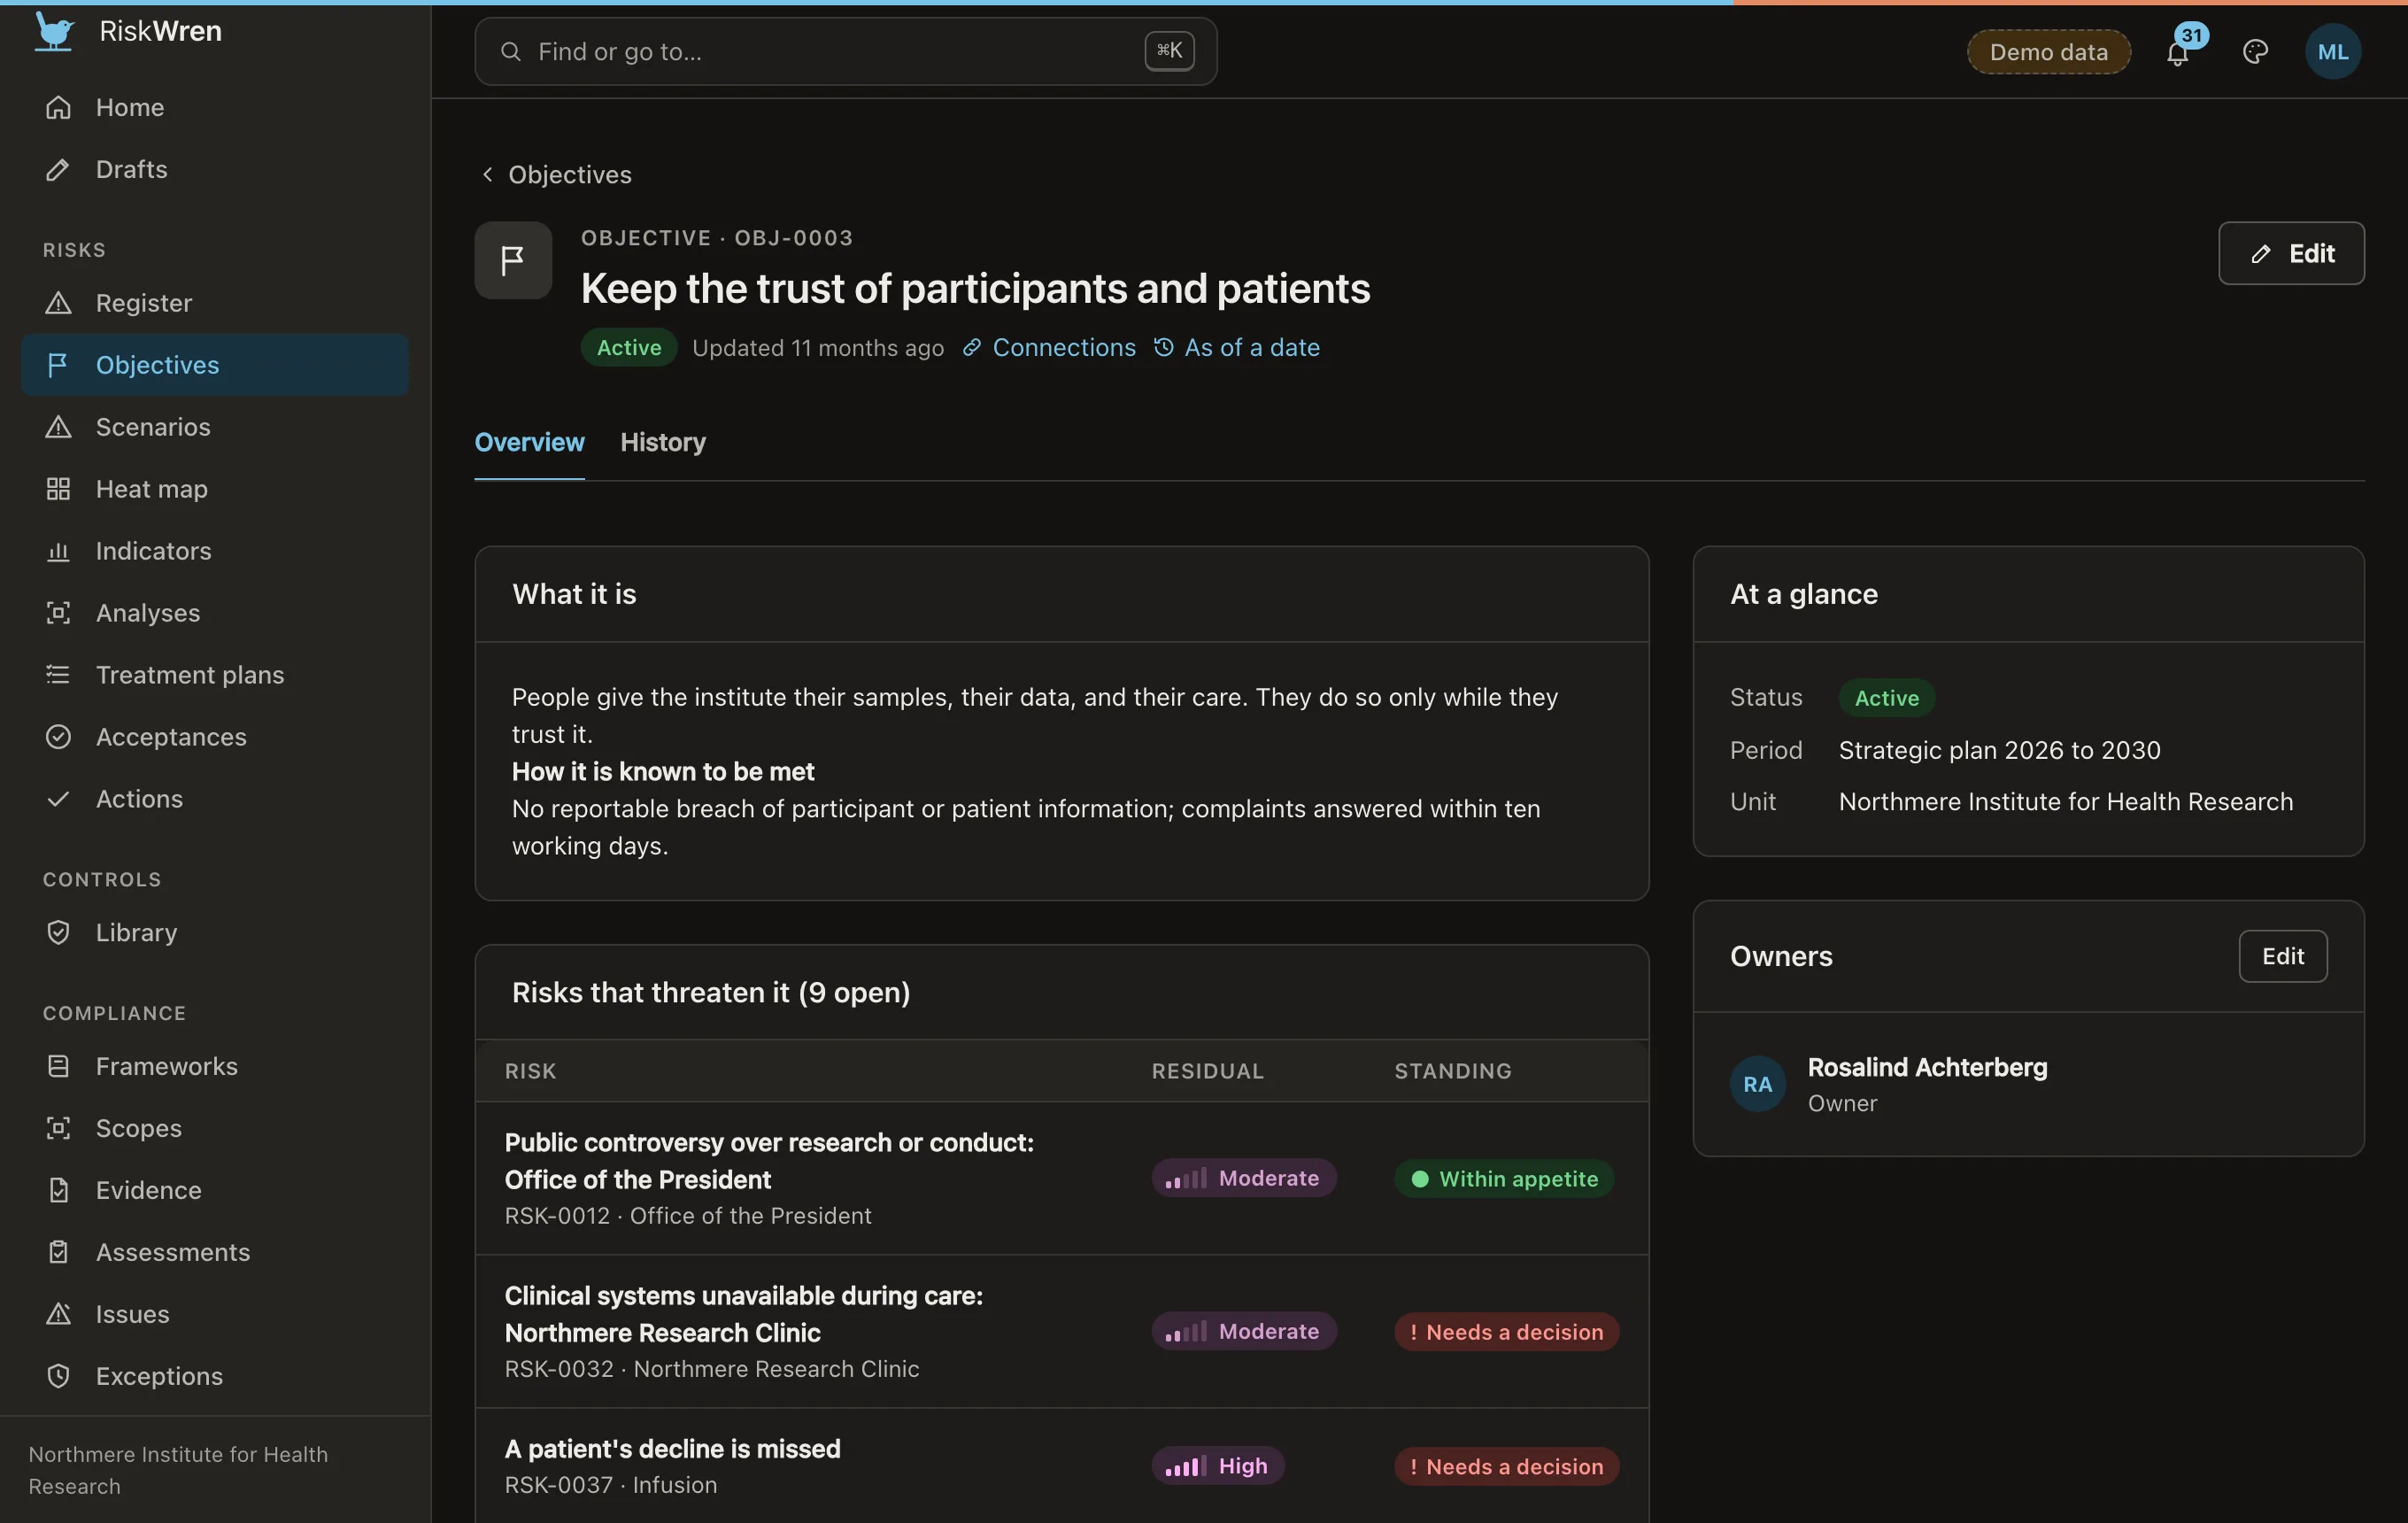 RiskWren
Find or go to...
⌘K
Demo data
31
ML
Home
Drafts
RISKS
Register
Objectives
Scenarios
Heat map
Indicators
Analyses
Treatment plans
Acceptances
Actions
CONTROLS
Library
COMPLIANCE
Frameworks
Scopes
Evidence
Assessments
Issues
Exceptions
Northmere Institute for Health
Research
Objectives
OBJECTIVE · OBJ-0003
Keep the trust of participants and patients
Active Updated 11 months ago Connections As of a date
Edit
Overview History
What it is
People give the institute their samples, their data, and their care. They do so only while they
trust it.
How it is known to be met
No reportable breach of participant or patient information; complaints answered within ten
working days.
Risks that threaten it (9 open)
RISK RESIDUAL STANDING
Public controversy over research or conduct:
Office of the President
RSK-0012 · Office of the President
Moderate
Within appetite
Clinical systems unavailable during care:
Northmere Research Clinic
RSK-0032 · Northmere Research Clinic
Moderate
! Needs a decision
A patient's decline is missed
RSK-0037 · Infusion
High
! Needs a decision
At a glance
Status Active
Period Strategic plan 2026 to 2030
Unit Northmere Institute for Health Research
Owners
Edit
RA
Rosalind Achterberg
Owner